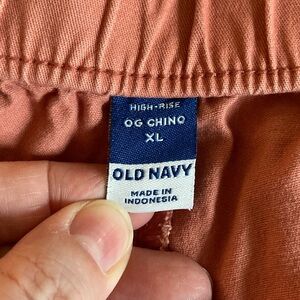 HIGH-RISE
OG CHINO
XL
OLD NAVY
MADE IN
INDONESIA